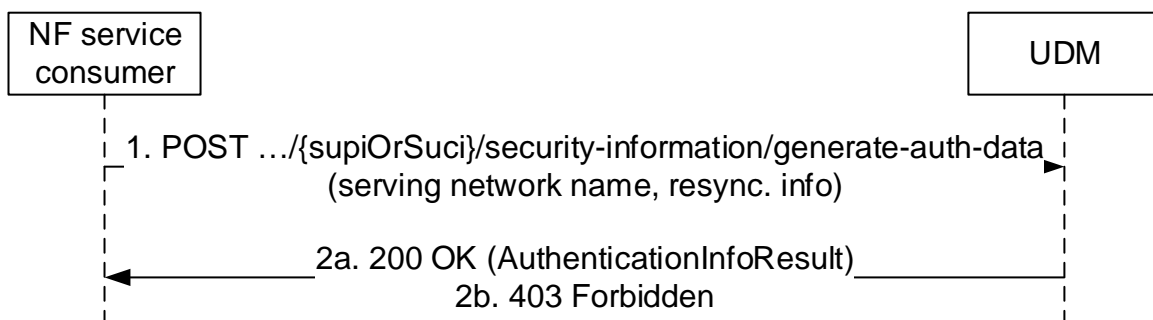 NF service
consumer
UDM
1. POST …/{supiOrSuci}/security-information/generate-auth-data
(serving network name, resync. info)
2a. 200 OK (AuthenticationInfoResult)
2b. 403 Forbidden